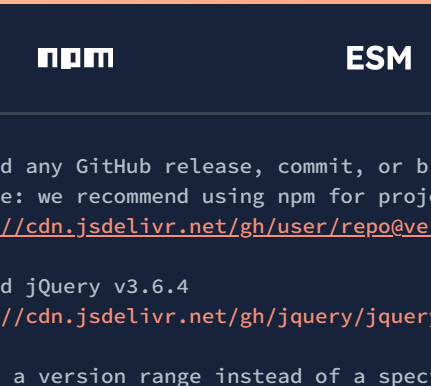 npm ESM
d any GitHub release, commit, or b
e: we recommend using npm for proj
//cdn.jsdelivr.net/gh/user/repo@ve
d jQuery v3.6.4
//cdn.jsdelivr.net/gh/jquery/jquery
a version range instead of a spec